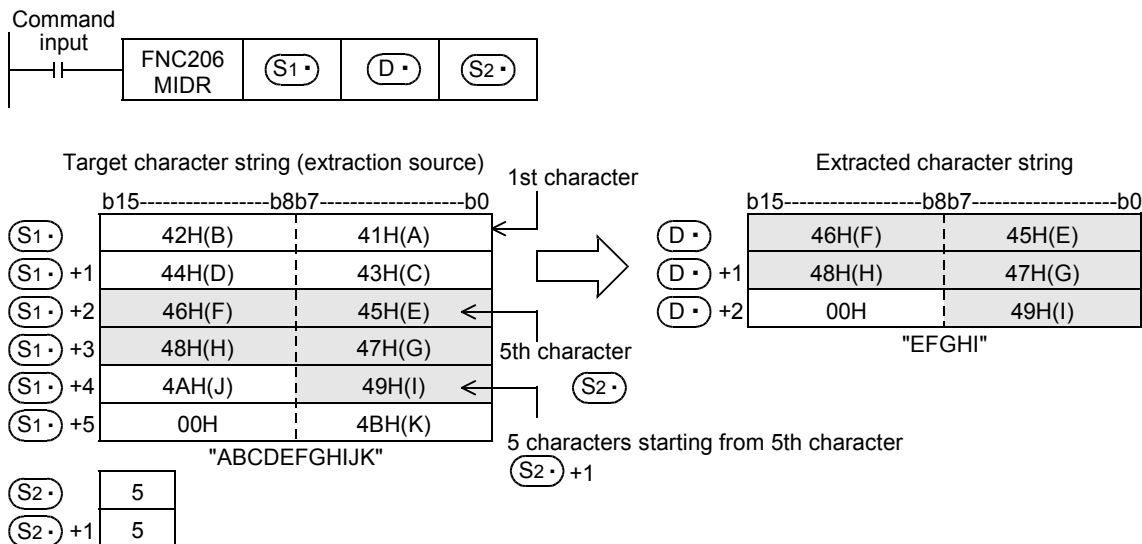 Command
input
FNC206
MIDR
S1・ D・ S2・
Target character string (extraction source)
1st character
Extracted character string
b15-----------------b8b7-------------------b0
b15-----------------b8b7-------------------b0
S1・ 42H(B) 41H(A)
S1・ +1 44H(D) 43H(C)
S1・ +2 46H(F) 45H(E)
S1・ +3 48H(H) 47H(G)
S1・ +4 4AH(J) 49H(I)
S1・ +5 00H 4BH(K)
"ABCDEFGHIJK"
5th character
S2・
5 characters starting from 5th character
S2・ +1
D・ 46H(F) 45H(E)
D・ +1 48H(H) 47H(G)
D・ +2 00H 49H(I)
"EFGHI"
S2・ 5
S2・ +1 5